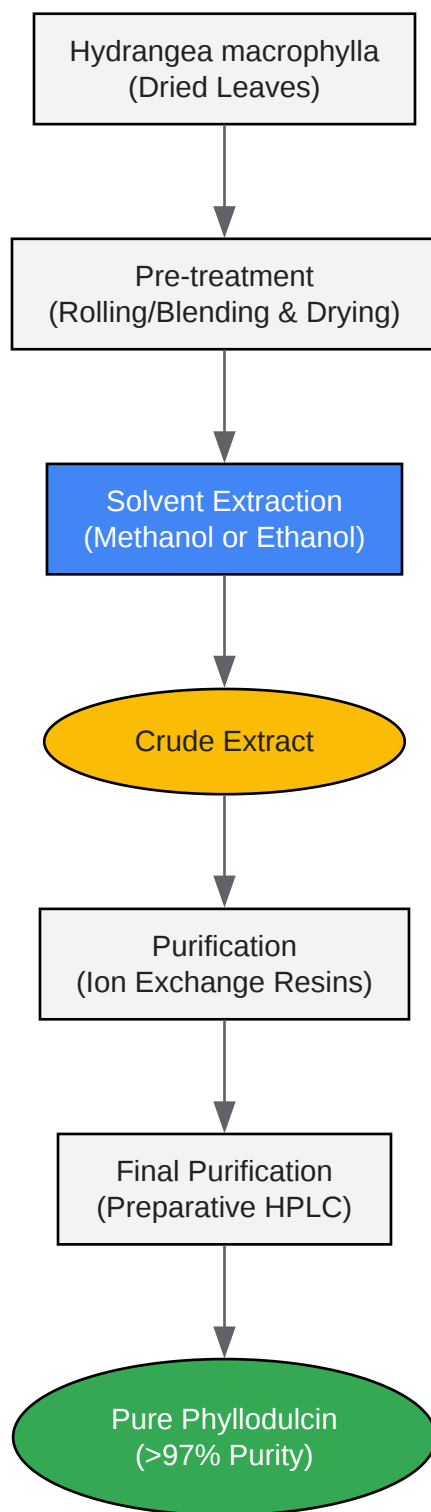 Hydrangea macrophylla
(Dried Leaves)
Pre-treatment
(Rolling/Blending & Drying)
Solvent Extraction
(Methanol or Ethanol)
Crude Extract
Purification
(Ion Exchange Resins)
Final Purification
(Preparative HPLC)
Pure Phyllodulcin
(>97% Purity)